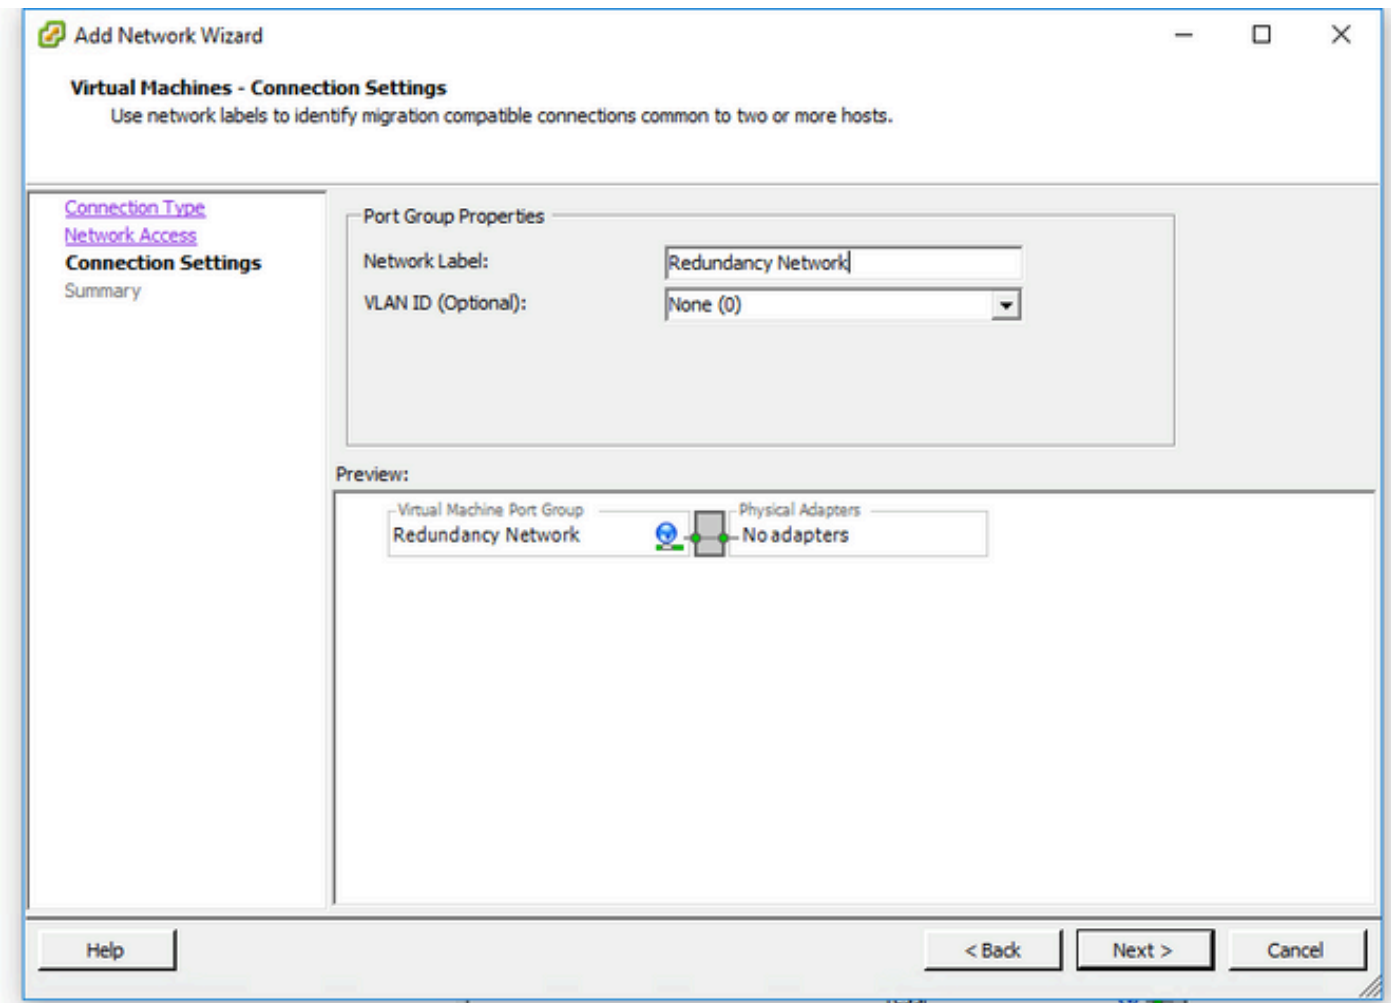 Add Network Wizard
Virtual Machines - Connection Settings
Use network labels to identify migration compatible connections common to two or more hosts.
Connection Type
Network Access
Connection Settings
Summary
Port Group Properties
Network Label:
Redundancy Network
VLAN ID (Optional):
None (0)
Preview:
Virtual Machine Port Group
Redundancy Network
Physical Adapters
No adapters
Help
< Back
Next >
Cancel